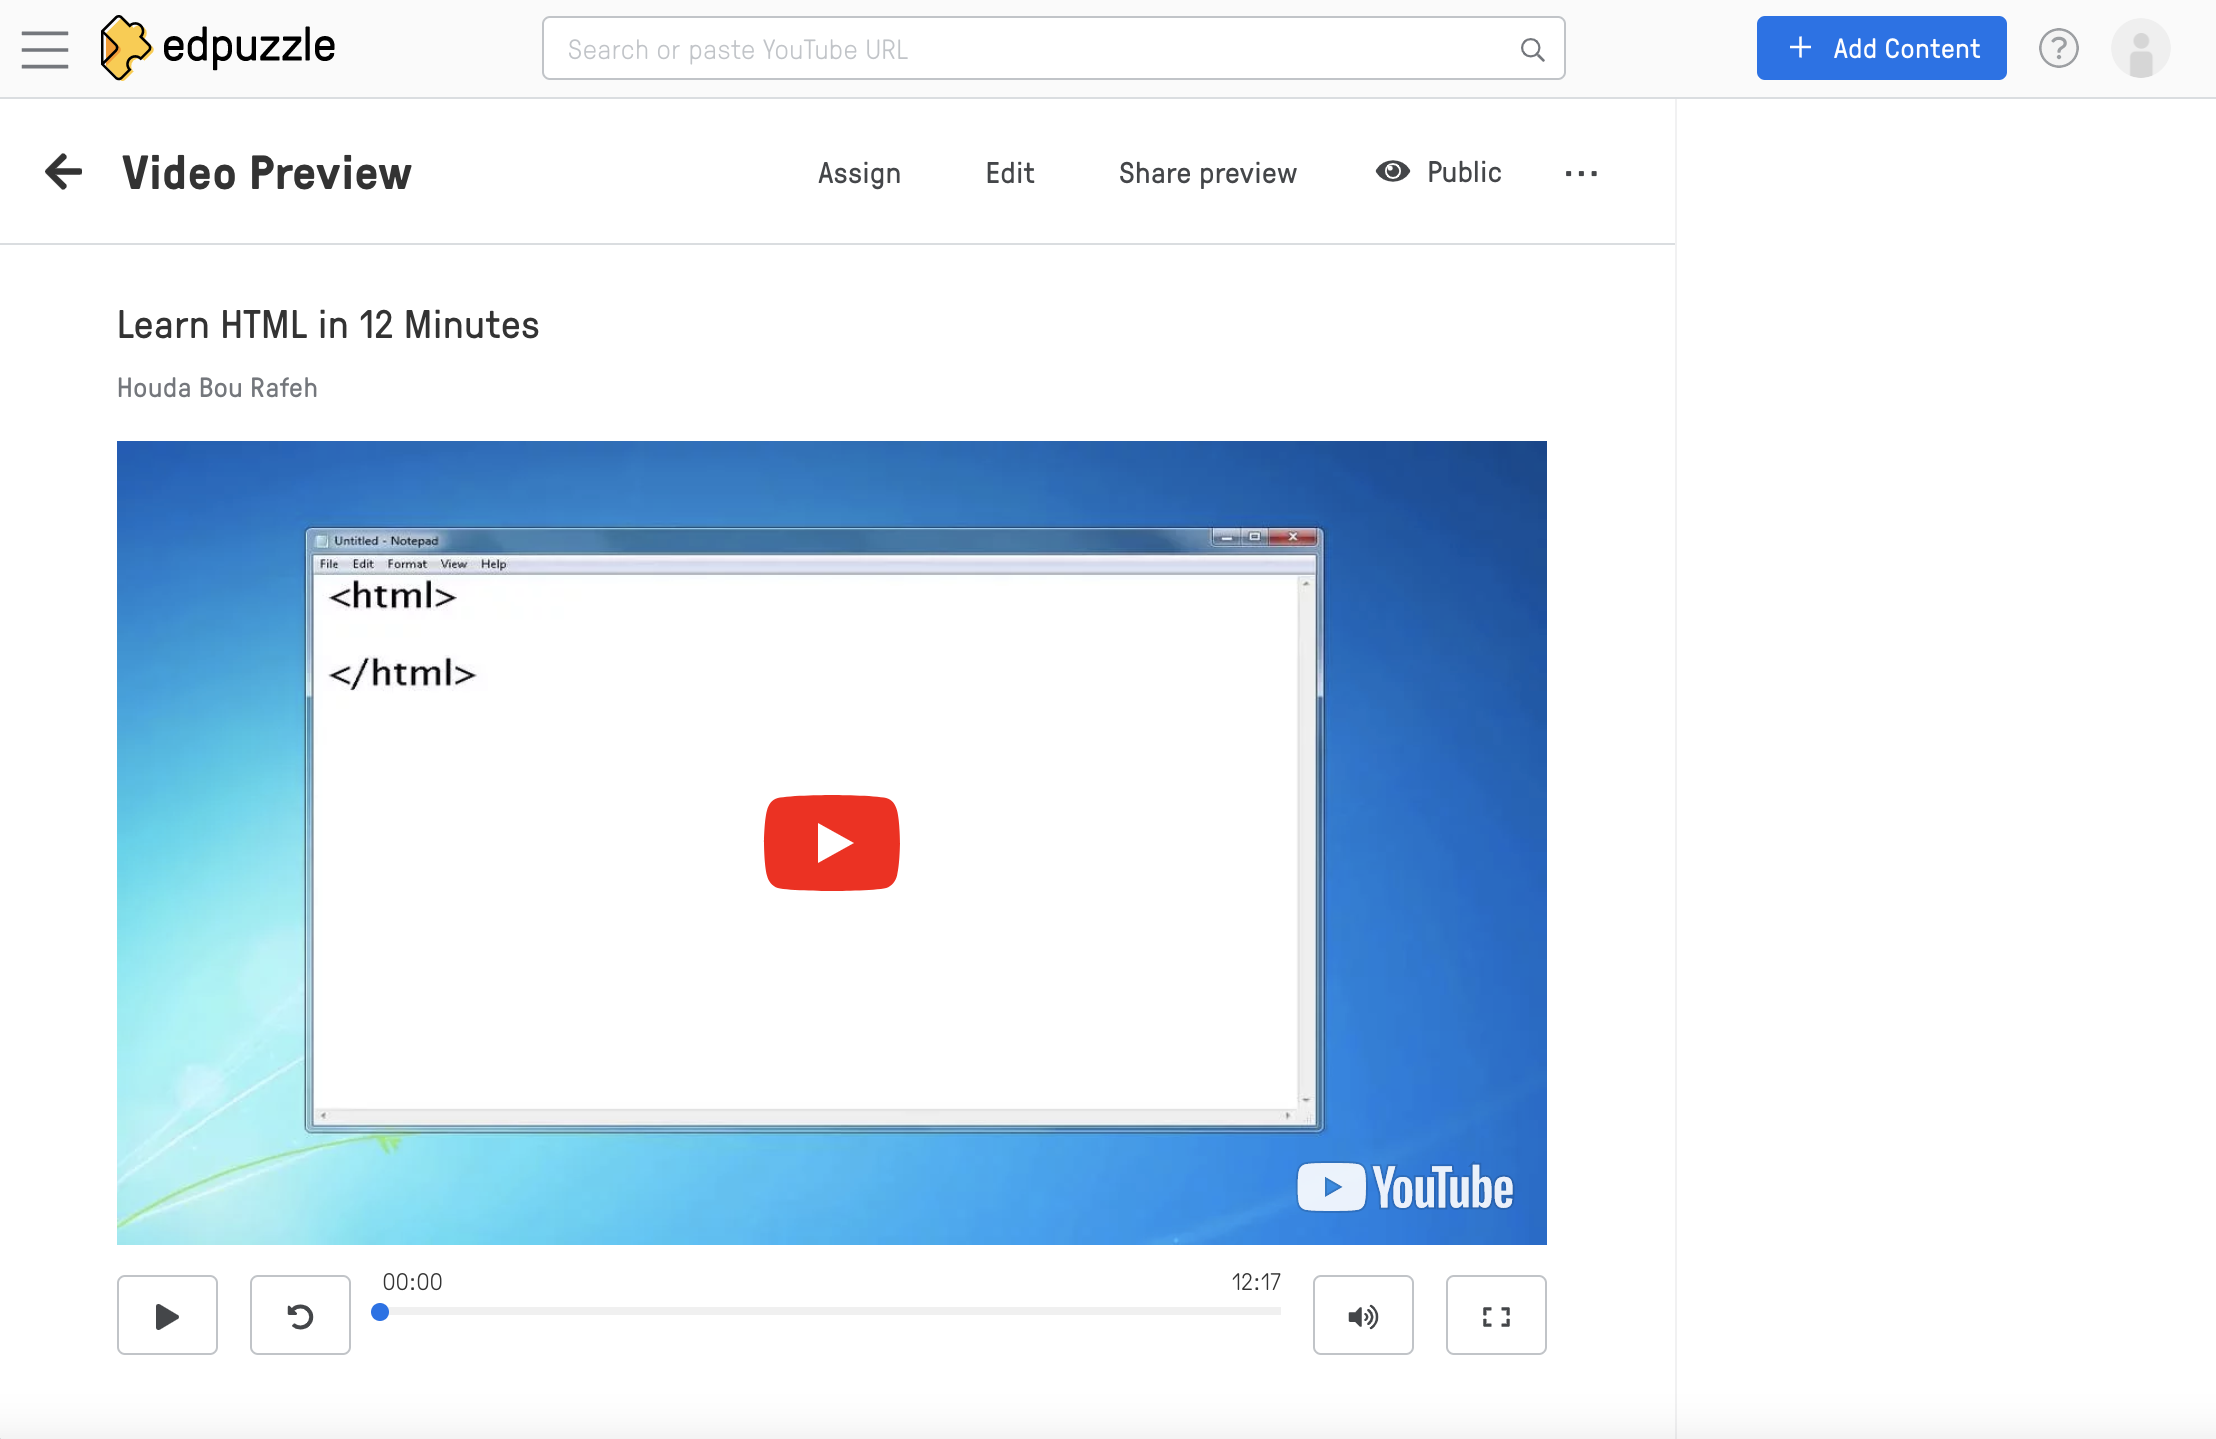 edpuzzle
Search or paste YouTube URL
+ Add Content
?
Video Preview
Assign
Edit
Share preview
Public
...
Learn HTML in 12 Minutes
Houda Bou Rafeh
Untitled - Notepad
File Edit Format View Help
<html>
</html>
YouTube
00:00
12:17